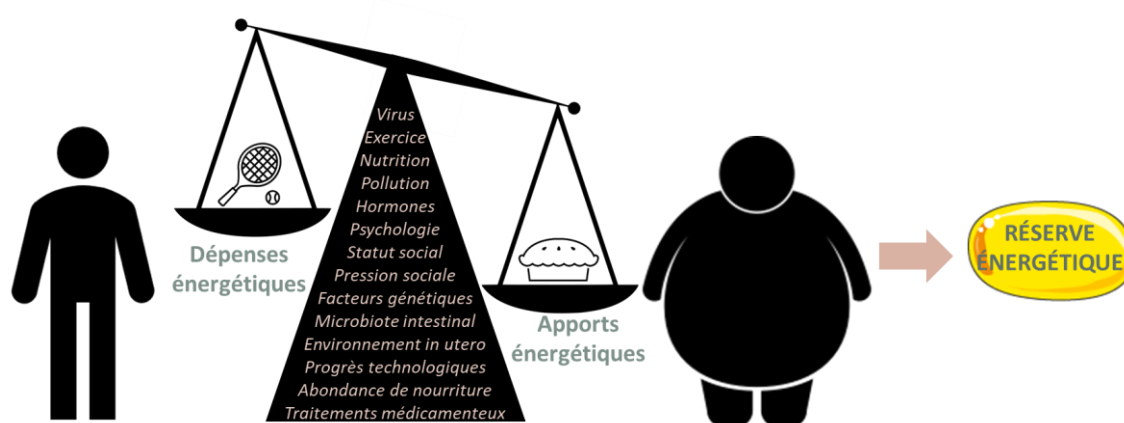 Virus
Exercice
Nutrition
Pollution
Hormones
Psychologie
Statut social
Pression sociale
Facteurs génétiques
Microbiote intestinal
Environnement in utero
Progrès technologiques
Abondance de nourriture
Traitements médicamenteux
Dépenses
énergétiques
Apports
énergétiques
RÉSERVE
ÉNERGÉTIQUE